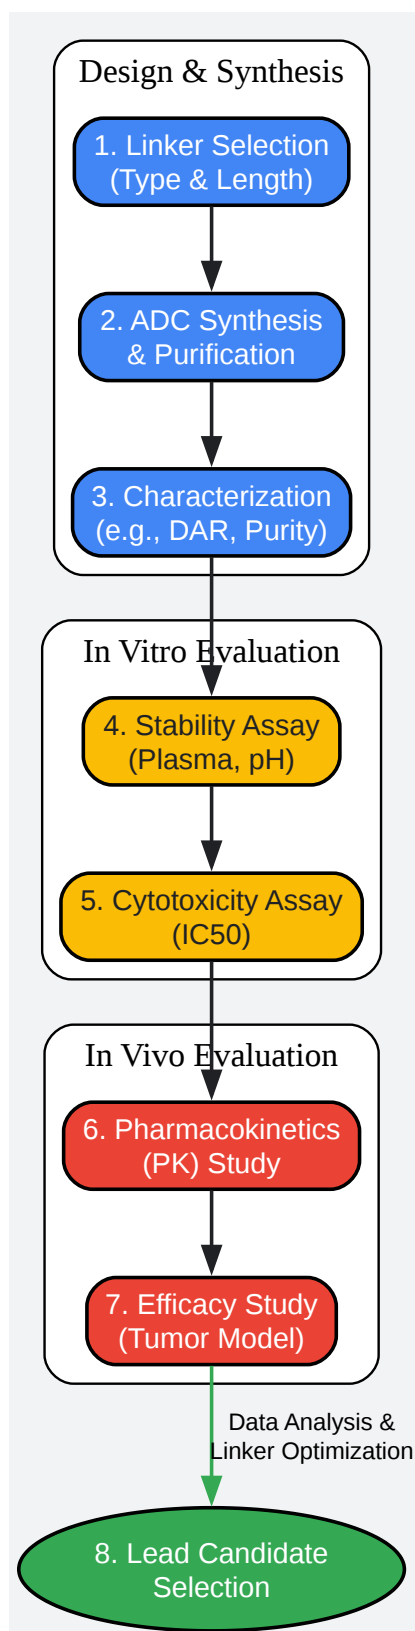 Design & Synthesis
1. Linker Selection
(Type & Length)
2. ADC Synthesis
& Purification
3. Characterization
(e.g., DAR, Purity)
In Vitro Evaluation
4. Stability Assay
(Plasma, pH)
5. Cytotoxicity Assay
(IC50)
In Vivo Evaluation
6. Pharmacokinetics
(PK) Study
7. Efficacy Study
(Tumor Model)
Data Analysis &
Linker Optimization
8. Lead Candidate
Selection